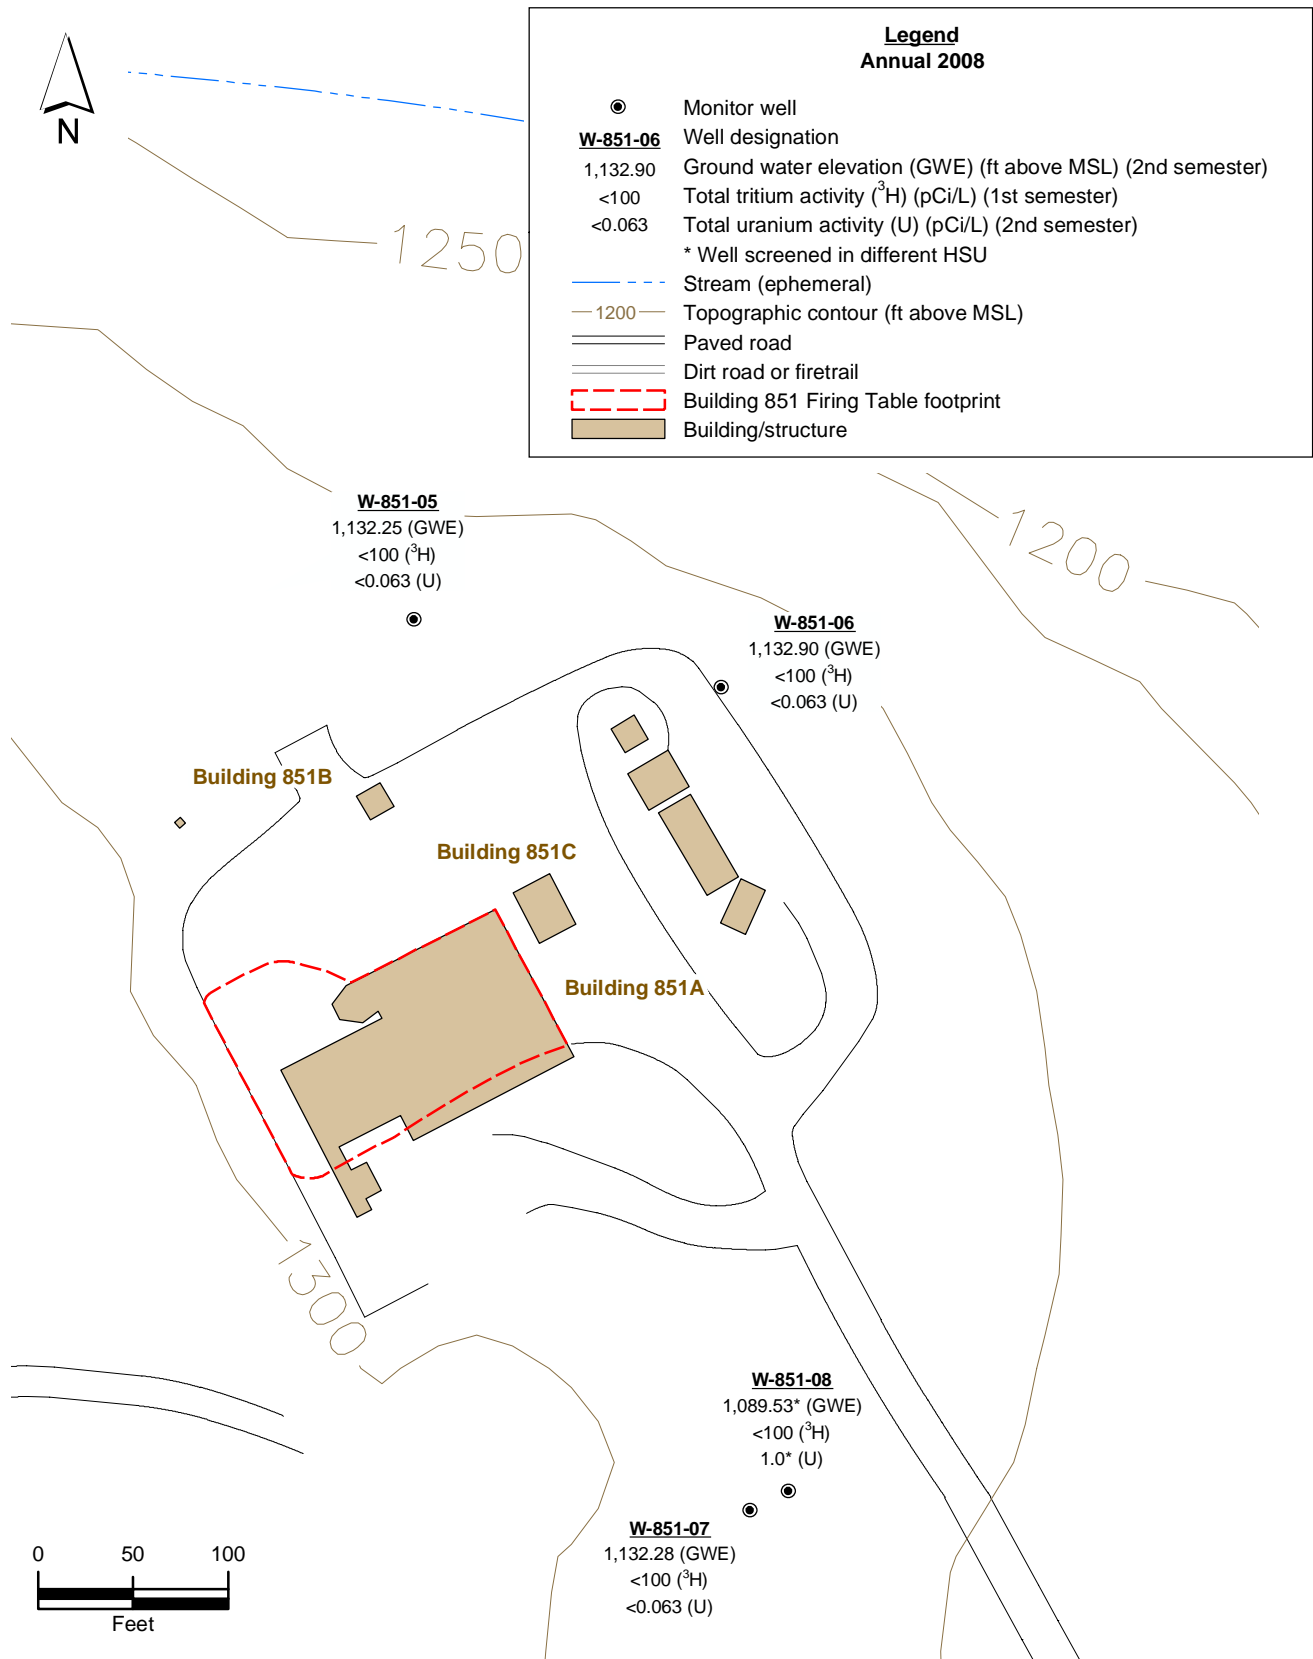 N
Legend
Annual 2008
Monitor well
W-851-06 Well designation
1,132.90 Ground water elevation (GWE) (ft above MSL) (2nd semester)
<100 Total tritium activity (³H) (pCi/L) (1st semester)
<0.063 Total uranium activity (U) (pCi/L) (2nd semester)
* Well screened in different HSU
Stream (ephemeral)
1200 Topographic contour (ft above MSL)
Paved road
Dirt road or firetrail
Building 851 Firing Table footprint
Building/structure
1250
W-851-05
1,132.25 (GWE)
<100 (³H)
<0.063 (U)
1200
W-851-06
1,132.90 (GWE)
<100 (³H)
<0.063 (U)
Building 851B
Building 851C
Building 851A
1300
W-851-08
1,089.53* (GWE)
<100 (³H)
1.0* (U)
W-851-07
1,132.28 (GWE)
<100 (³H)
<0.063 (U)
0 50 100
Feet